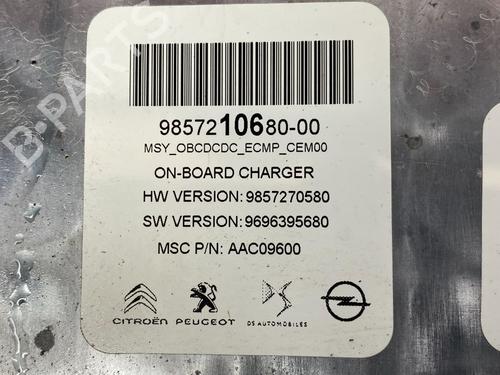 9857210680-00
MSY_OBCDCDC_ECMP_CEM00
ON-BOARD CHARGER
HW VERSION: 9857270580
SW VERSION: 9696395680
MSC P/N: AAC09600
CITROËN PEUGEOT DS AUTOMOBILES
B-PARTS